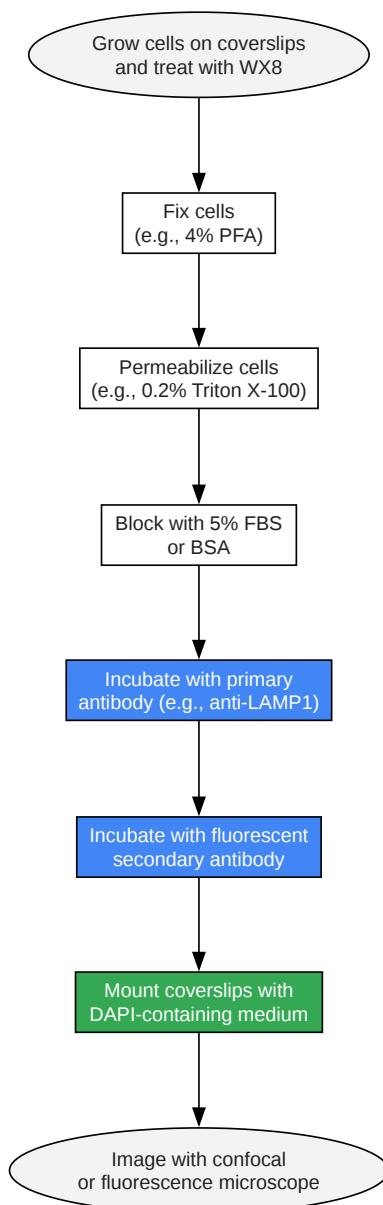 Grow cells on coverslips
and treat with WX8
Fix cells
(e.g., 4% PFA)
Permeabilize cells
(e.g., 0.2% Triton X-100)
Block with 5% FBS
or BSA
Incubate with primary
antibody (e.g., anti-LAMP1)
Incubate with fluorescent
secondary antibody
Mount coverslips with
DAPI-containing medium
Image with confocal
or fluorescence microscope